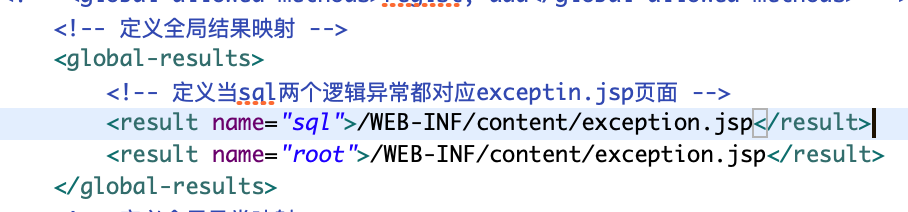 <!-- 定义全局结果映射 -->
<global-results>
<!-- 定义当sql两个逻辑异常都对应exceptin.jsp页面 -->
<result name="sql">/WEB-INF/content/exception.jsp</result>
<result name="root">/WEB-INF/content/exception.jsp</result>
</global-results>